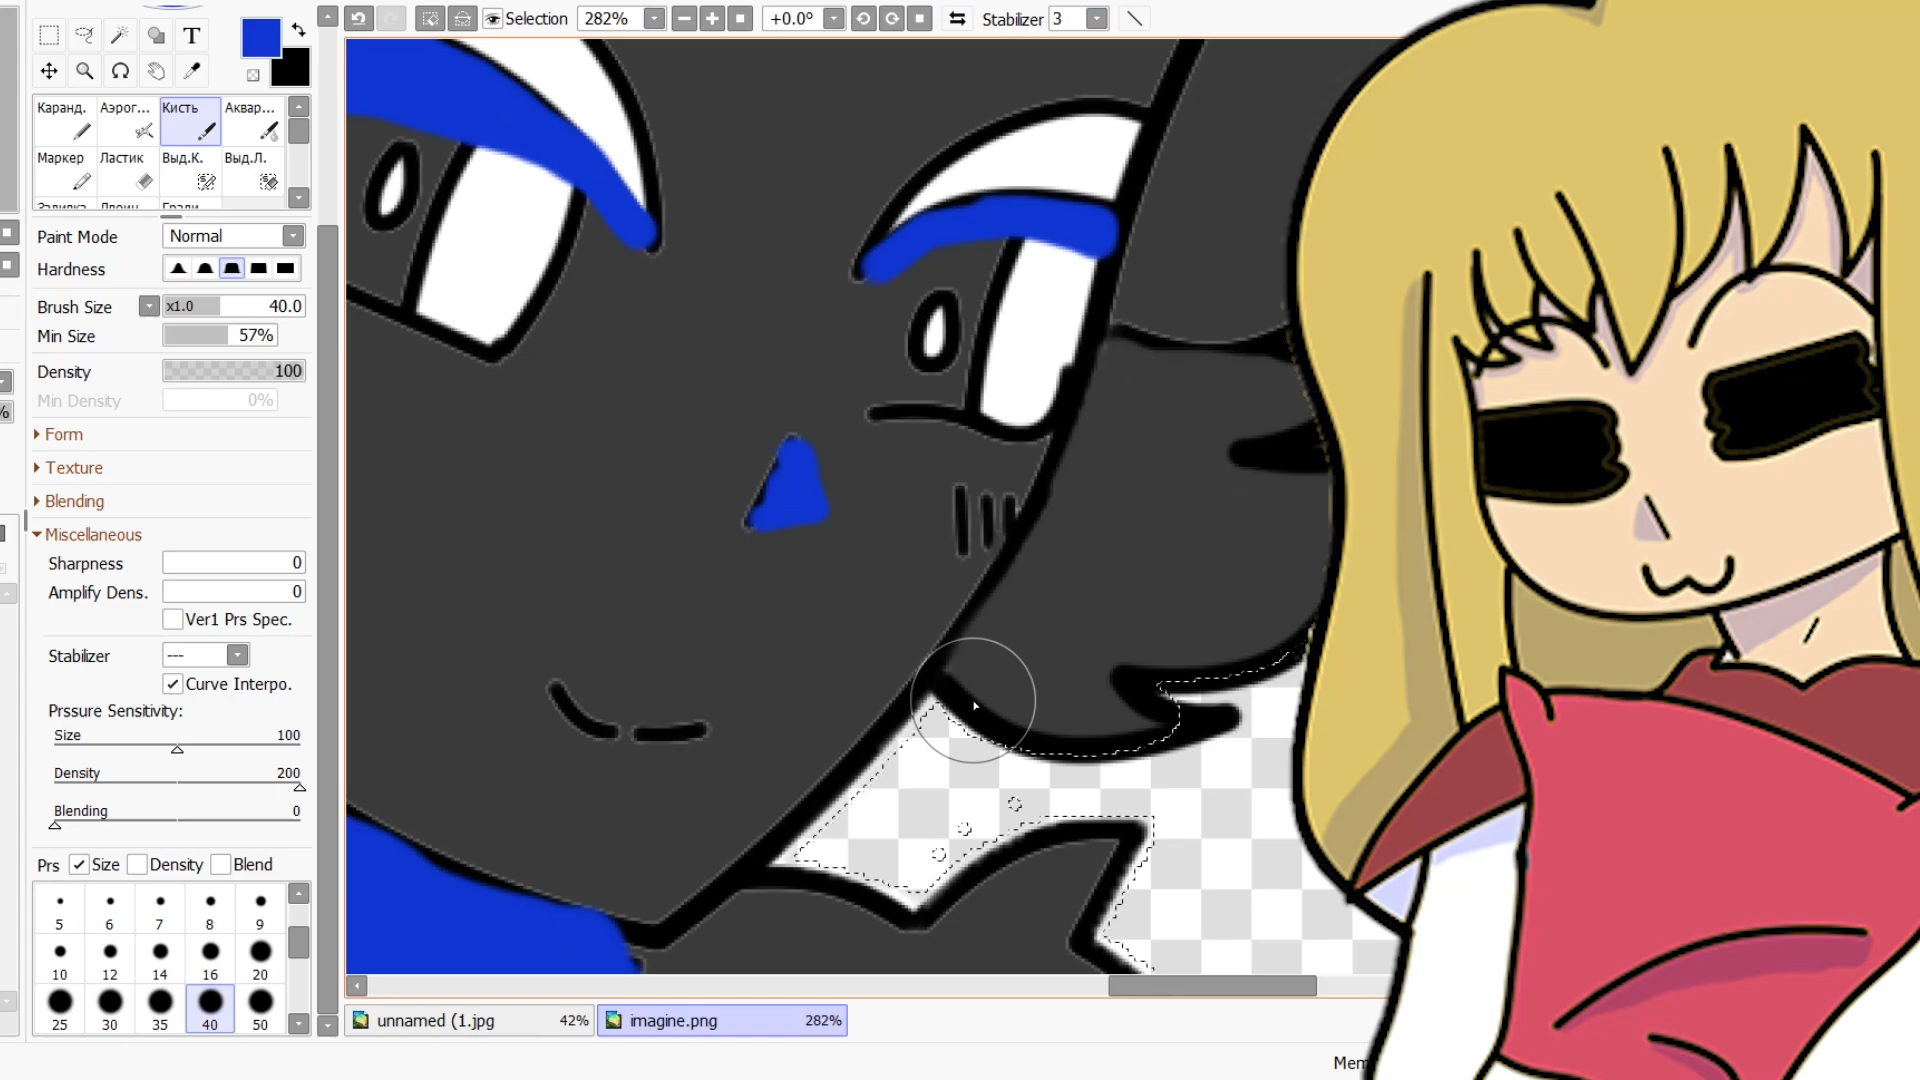 Selection 282% +0.0º Stabilizer 3
T
Каранд. Аэрог... Кисть Аквар...
Маркер Ластик Выд.К. Выд.Л.
Paint Mode Normal
Hardness
Brush Size x1.0 40.0
Min Size 57%
Density 100
Min Density 0%
Form
Texture
Blending
Miscellaneous
Sharpness 0
Amplify Dens. 0
Ver1 Prs Spec.
Stabilizer ---
Curve Interpo.
Prssure Sensitivity:
Size 100
Density 200
Blending 0
Prs Size Density Blend
5 6 7 8 9
10 12 14 16 20
25 30 35 40 50
unnamed (1.jpg 42% imagine.png 282%
Mem
%